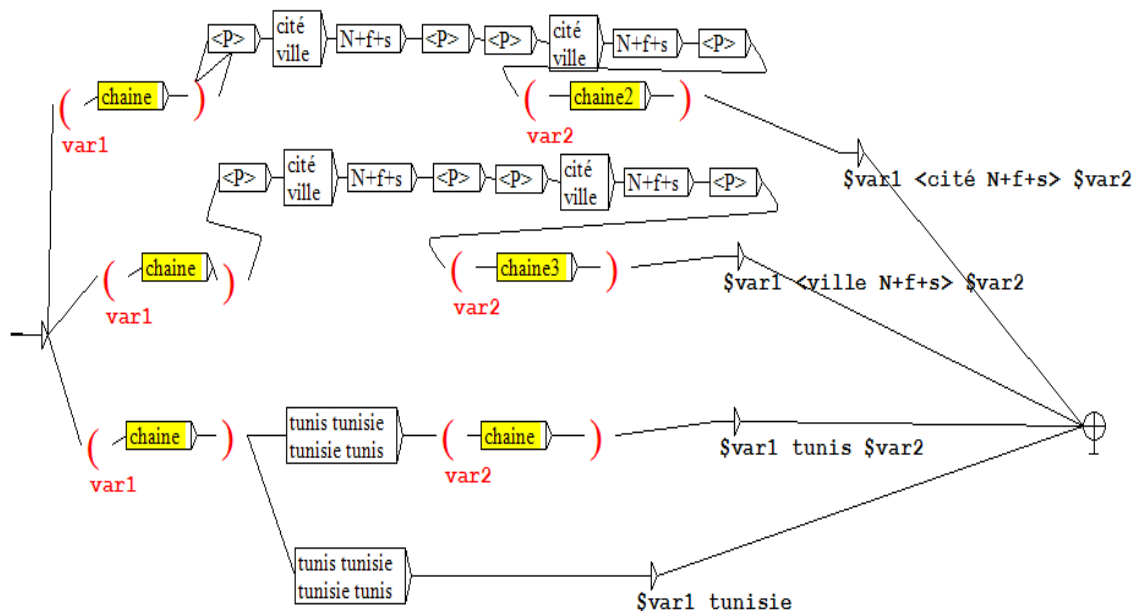 <P> cité ville N+f+s <P> <P> cité ville N+f+s <P>
( chaine ) ( chaine2 )
var1 var2
$var1 <cité N+f+s> $var2
<P> cité ville N+f+s <P> <P> cité ville N+f+s <P>
( chaine ) ( chaine3 )
var1 var2
$var1 <ville N+f+s> $var2
( chaine ) tunis tunisie ( chaine )
tunisie tunis
var1 var2
$var1 tunis $var2
tunis tunisie
tunisie tunis
$var1 tunisie